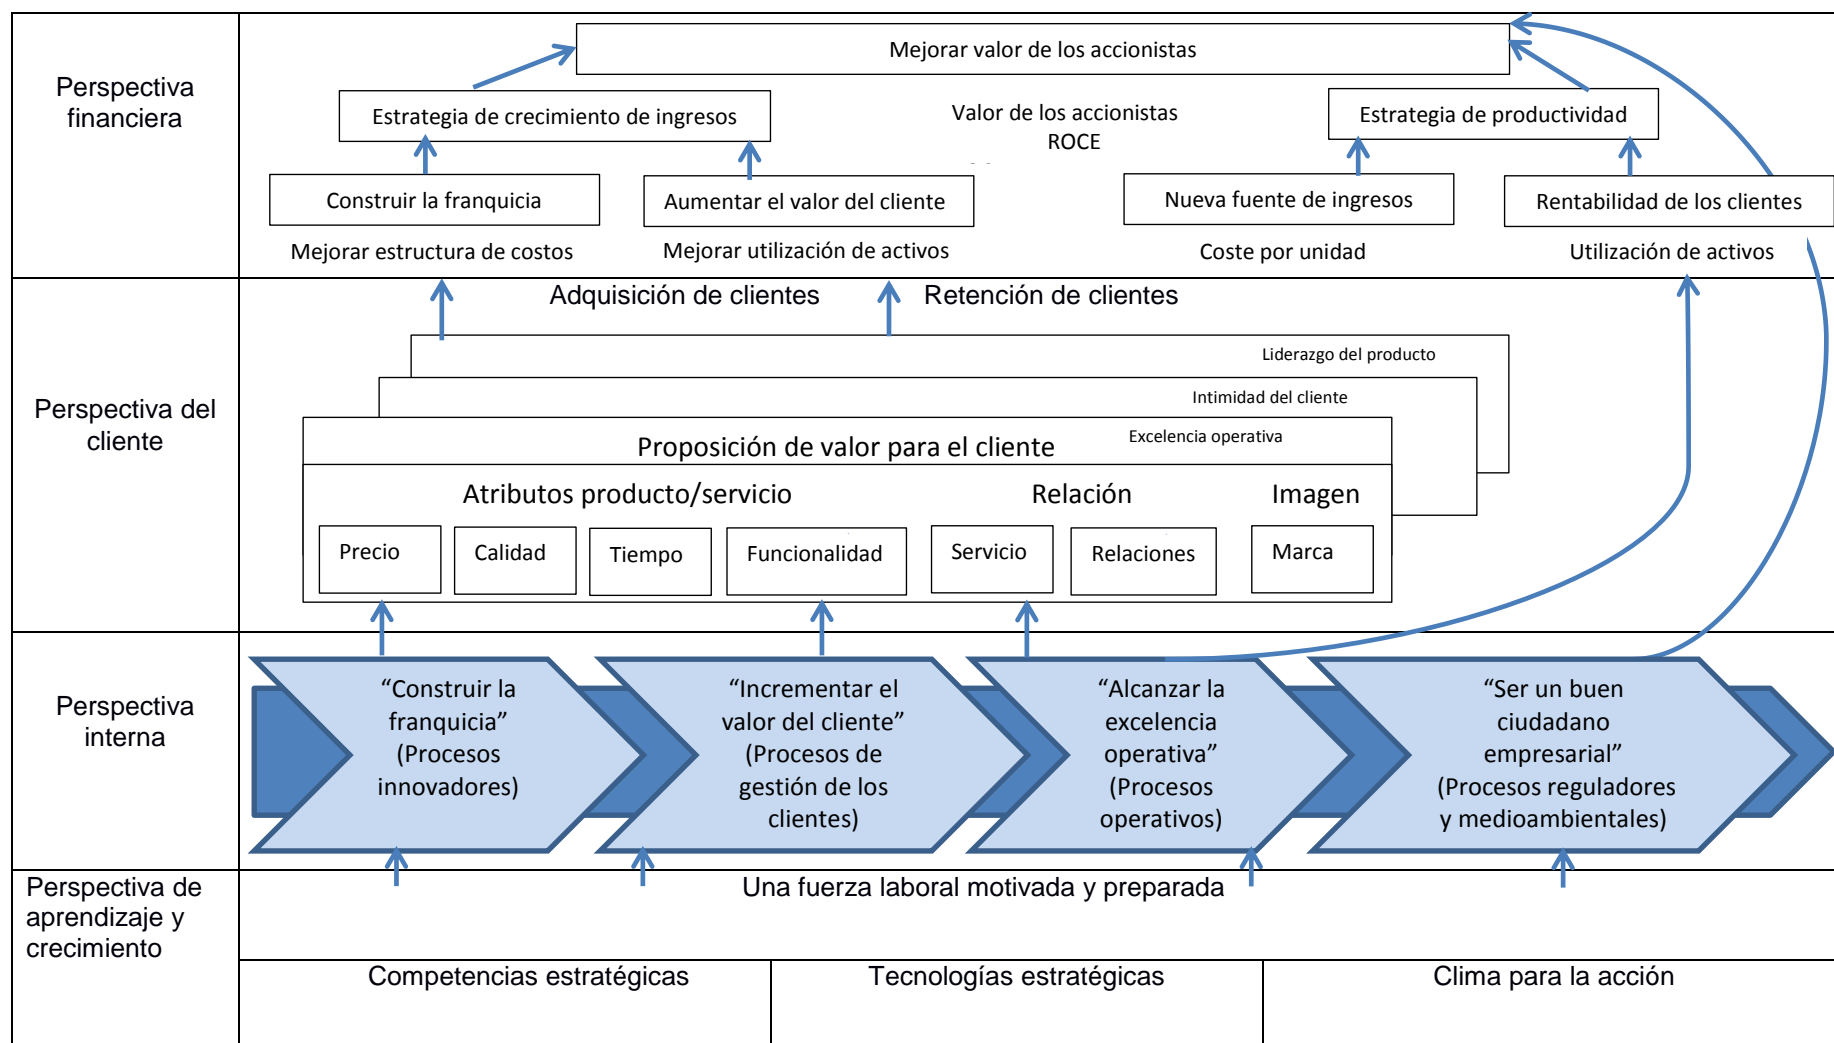 Perspectiva
financiera
Mejorar valor de los accionistas
Estrategia de crecimiento de ingresos
Valor de los accionistas
ROCE
Estrategia de productividad
Construir la franquicia
Aumentar el valor del cliente
Nueva fuente de ingresos
Rentabilidad de los clientes
Mejorar estructura de costos
Mejorar utilización de activos
Coste por unidad
Utilización de activos
Perspectiva del
cliente
Adquisición de clientes
Retención de clientes
Liderazgo del producto
Intimidad del cliente
Excelencia operativa
Proposición de valor para el cliente
Atributos producto/servicio
Relación
Imagen
Precio
Calidad
Tiempo
Funcionalidad
Servicio
Relaciones
Marca
Perspectiva
interna
“Construir la
franquicia”
(Procesos
innovadores)
“Incrementar el
valor del cliente”
(Procesos de
gestión de los
clientes)
“Alcanzar la
excelencia
operativa”
(Procesos
operativos)
“Ser un buen
ciudadano
empresarial”
(Procesos reguladores
y medioambientales)
Perspectiva de
aprendizaje y
crecimiento
Una fuerza laboral motivada y preparada
Competencias estratégicas
Tecnologías estratégicas
Clima para la acción